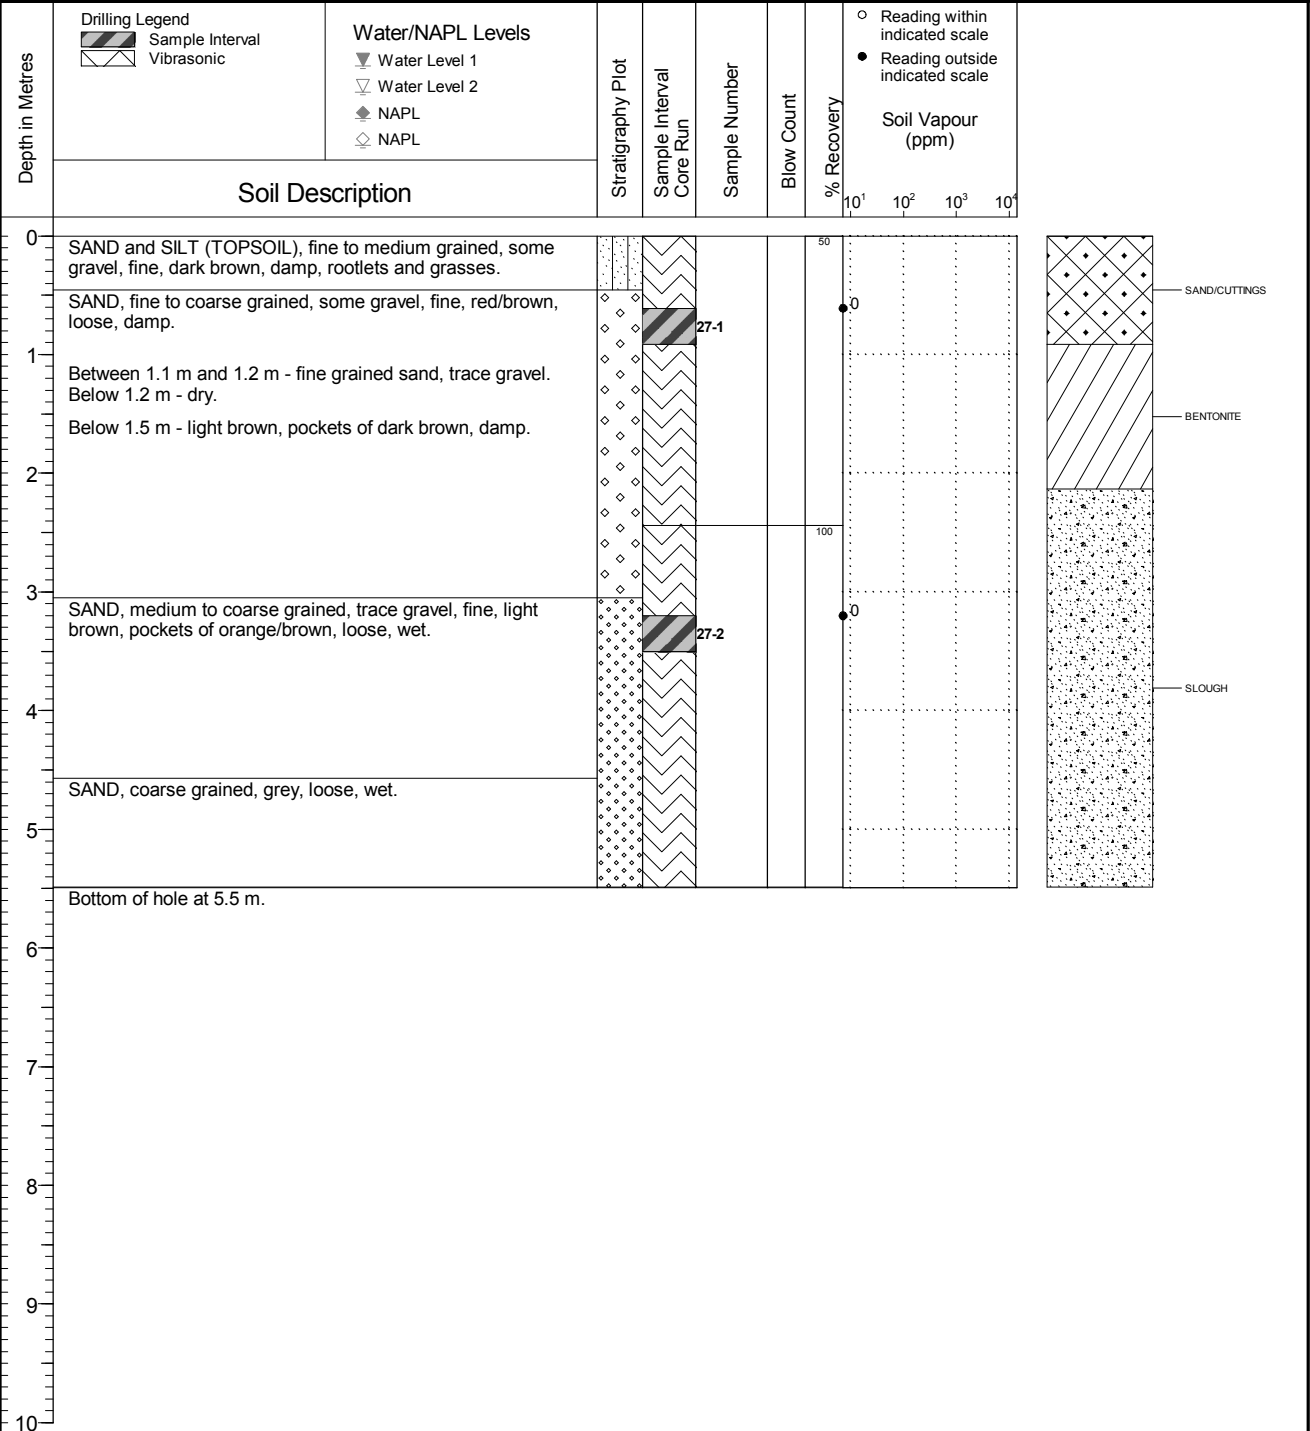 Drilling Legend
Sample Interval
Vibrasonic
Water/NAPL Levels
Water Level 1
Water Level 2
NAPL
NAPL
Depth in Metres
Soil Description
Stratigraphy Plot
Sample Interval
Core Run
Sample Number
Blow Count
% Recovery
Reading within
indicated scale
Reading outside
indicated scale
Soil Vapour
(ppm)
10¹ 10² 10³ 10⁴
0
SAND and SILT (TOPSOIL), fine to medium grained, some
gravel, fine, dark brown, damp, rootlets and grasses.
50
SAND/CUTTINGS
SAND, fine to coarse grained, some gravel, fine, red/brown,
loose, damp.
0
27-1
1
Between 1.1 m and 1.2 m - fine grained sand, trace gravel.
Below 1.2 m - dry.
BENTONITE
Below 1.5 m - light brown, pockets of dark brown, damp.
2
100
3
SAND, medium to coarse grained, trace gravel, fine, light
brown, pockets of orange/brown, loose, wet.
0
27-2
SLOUGH
4
SAND, coarse grained, grey, loose, wet.
5
Bottom of hole at 5.5 m.
6
7
8
9
10